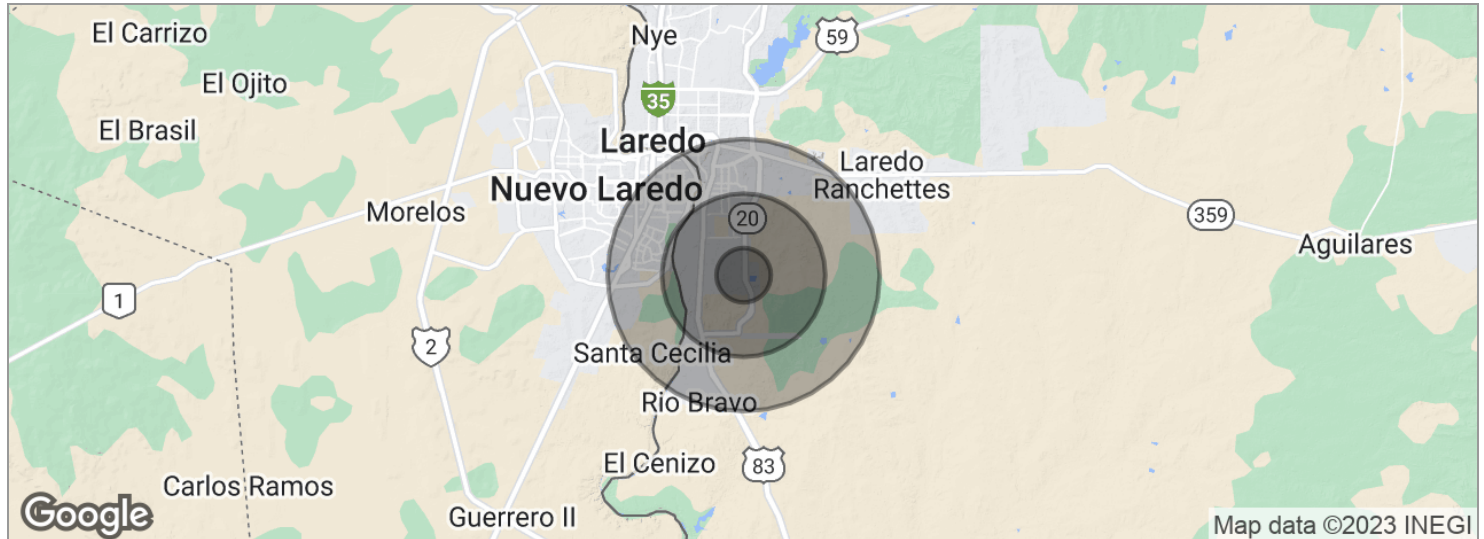 El Carrizo
Nye
59
El Ojito
35
El Brasil
Laredo
Laredo
Ranchettes
Nuevo Laredo
Morelos
20
359
Aguilares
1
2
Santa Cecilia
Rio Bravo
El Cenizo
83
Carlos Ramos
Guerrero II
Google
Map data ©2023 INEGI